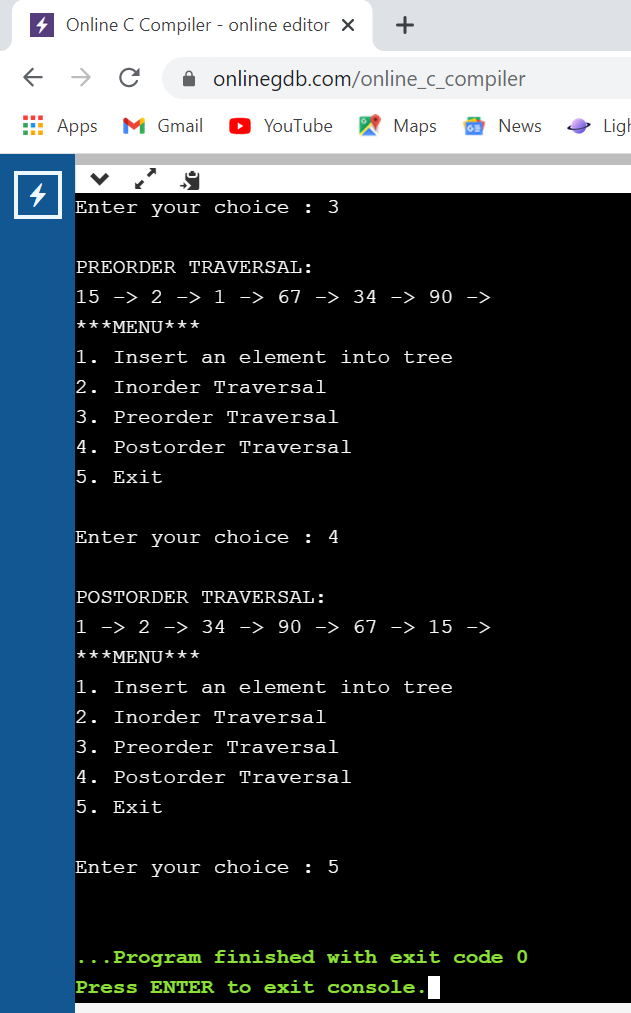 Online C Compiler - online editor
onlinegdb.com/online_c_compiler
Apps Gmail YouTube Maps News Ligh
Enter your choice : 3
PREORDER TRAVERSAL:
15 -> 2 -> 1 -> 67 -> 34 -> 90 ->
***MENU***
1. Insert an element into tree
2. Inorder Traversal
3. Preorder Traversal
4. Postorder Traversal
5. Exit
Enter your choice : 4
POSTORDER TRAVERSAL:
1 -> 2 -> 34 -> 90 -> 67 -> 15 ->
***MENU***
1. Insert an element into tree
2. Inorder Traversal
3. Preorder Traversal
4. Postorder Traversal
5. Exit
Enter your choice : 5
...Program finished with exit code 0
Press ENTER to exit console.